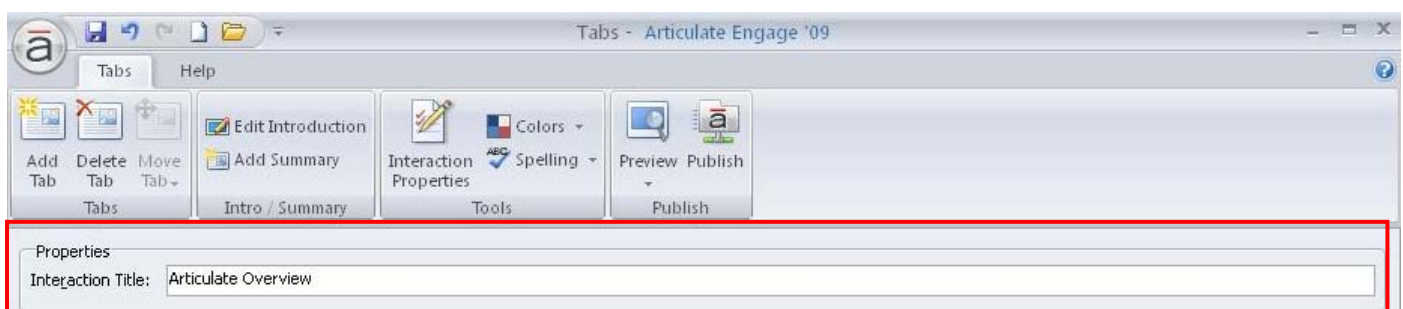 Tabs - Articulate Engage '09
Tabs Help
Edit Introduction
Colors
Add Tab
Delete Tab
Move Tab
Add Summary
Interaction Properties
Spelling
Preview
Publish
Tabs
Intro / Summary
Tools
Publish
Properties
Interaction Title: Articulate Overview